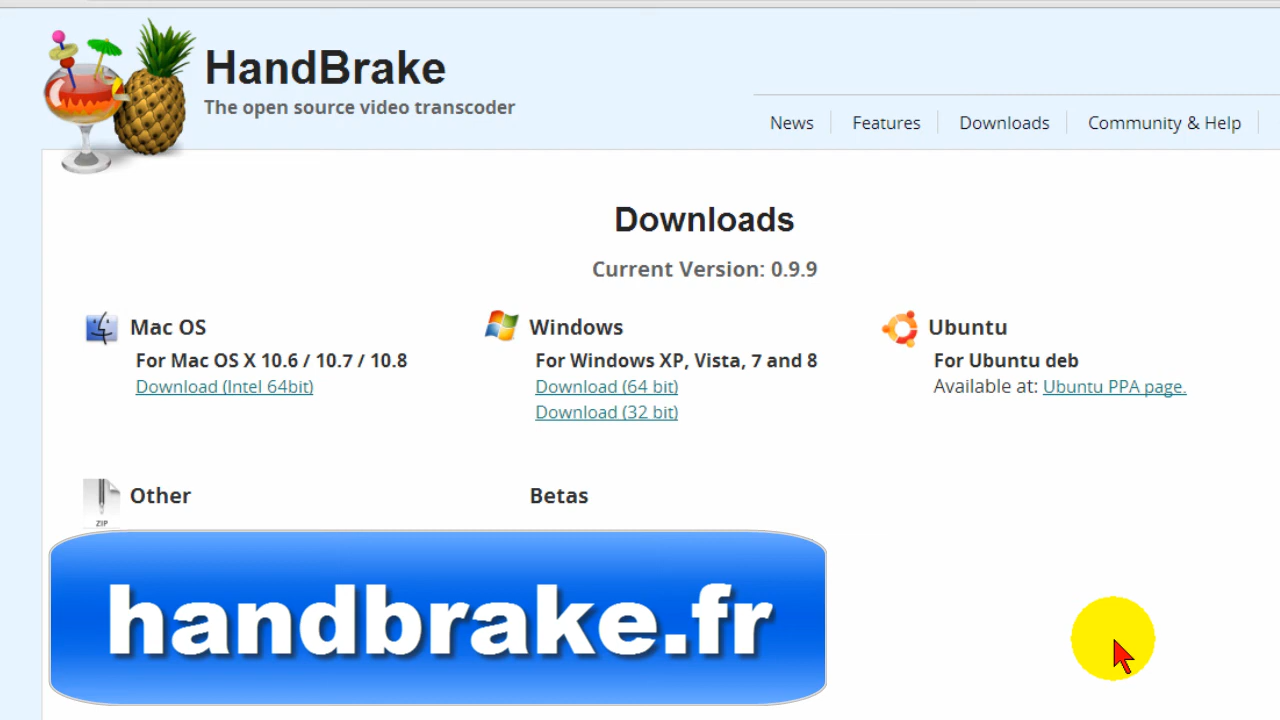 HandBrake
The open source video transcoder
News
Features
Downloads
Community & Help
Downloads
Current Version: 0.9.9
Mac OS
For Mac OS X 10.6 / 10.7 / 10.8
Download (Intel 64bit)
Windows
For Windows XP, Vista, 7 and 8
Download (64 bit)
Download (32 bit)
Ubuntu
For Ubuntu deb
Available at: Ubuntu PPA page.
ZIP
Other
Betas
handbrake.fr